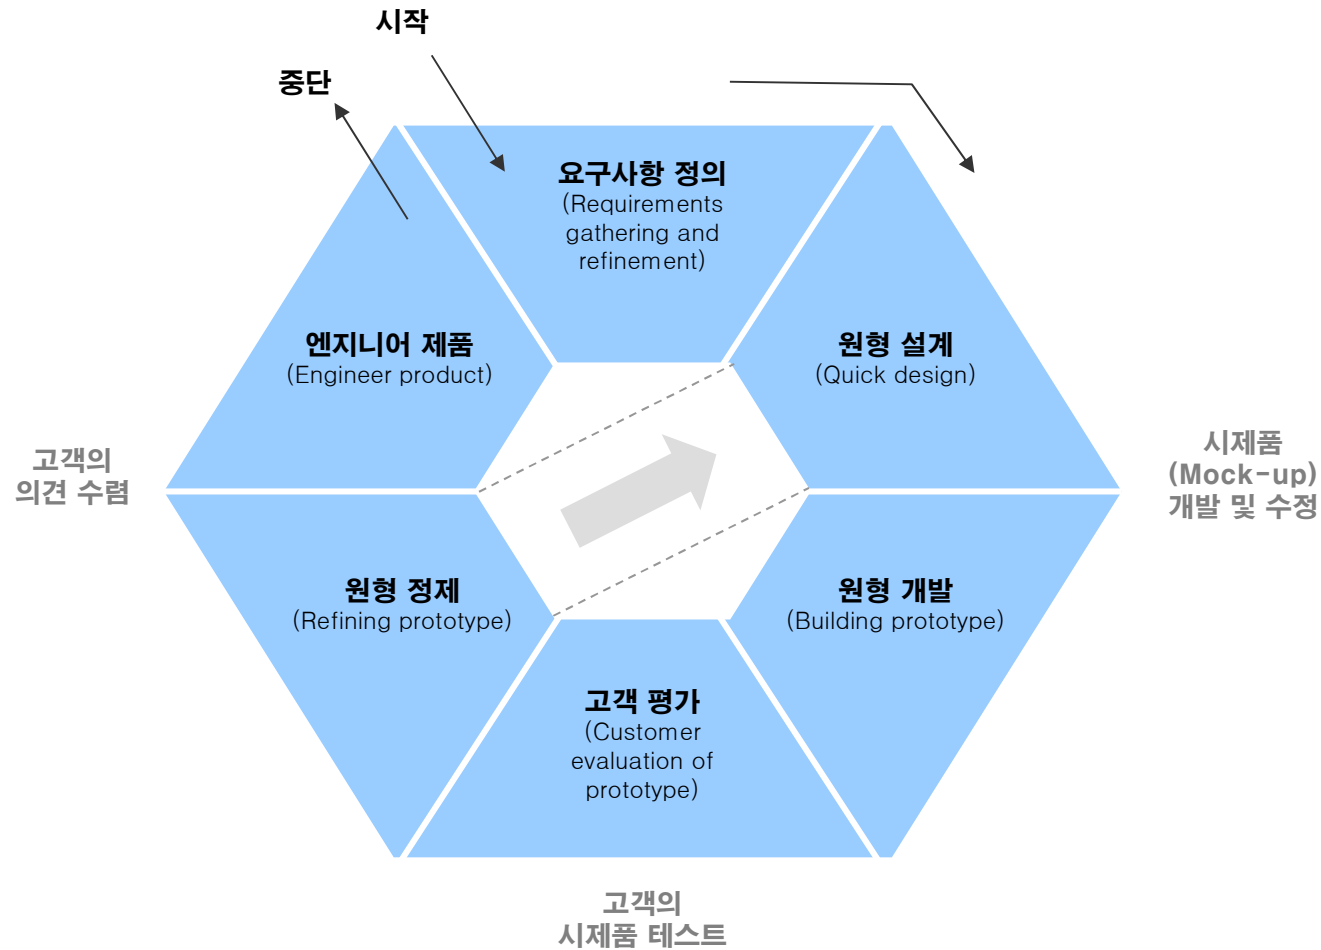 시작
중단
요구사항 정의
(Requirements
gathering and
refinement)
엔지니어 제품
(Engineer product)
원형 설계
(Quick design)
고객의
의견 수렴
시제품
(Mock-up)
개발 및 수정
원형 정제
(Refining prototype)
원형 개발
(Building prototype)
고객 평가
(Customer
evaluation of
prototype)
고객의
시제품 테스트